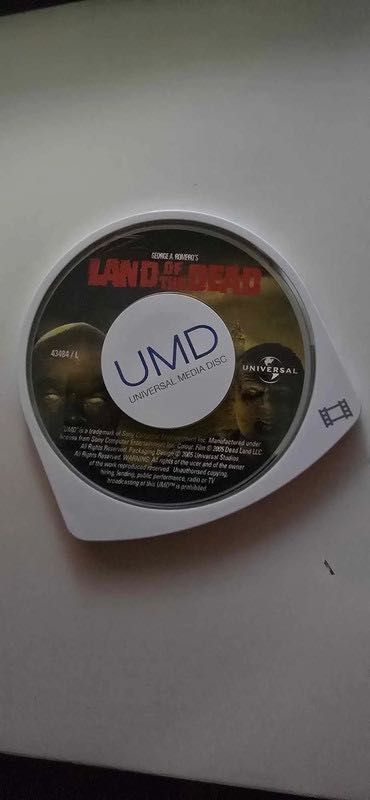 GEORGE A. ROMERO'S
LAND OF THE DEAD
43484 / L
UMD
UNIVERSAL MEDIA DISC
UNIVERSAL
UMD™ is a trademark of Sony Computer Entertainment Inc. Manufactured under
license from Sony Computer Entertainment Inc. Film © 2005 Dead Land LLC.
All Rights Reserved. Packaging Design © 2005 Universal Studios.
All Rights Reserved. WARNING: All rights of the and of the owner
of the work reproduced reserved. Unauthorised copying,
hiring, lending, public performance, radio or TV
broadcasting of this UMD™ is prohibited.